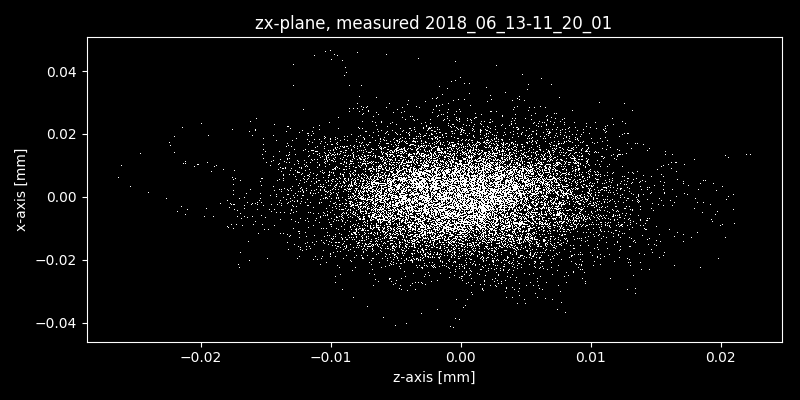 zx-plane, measured 2018_06_13-11_20_01
0.04
0.02
0.00
−0.02
−0.04
x-axis [mm]
−0.02 −0.01 0.00 0.01 0.02
z-axis [mm]